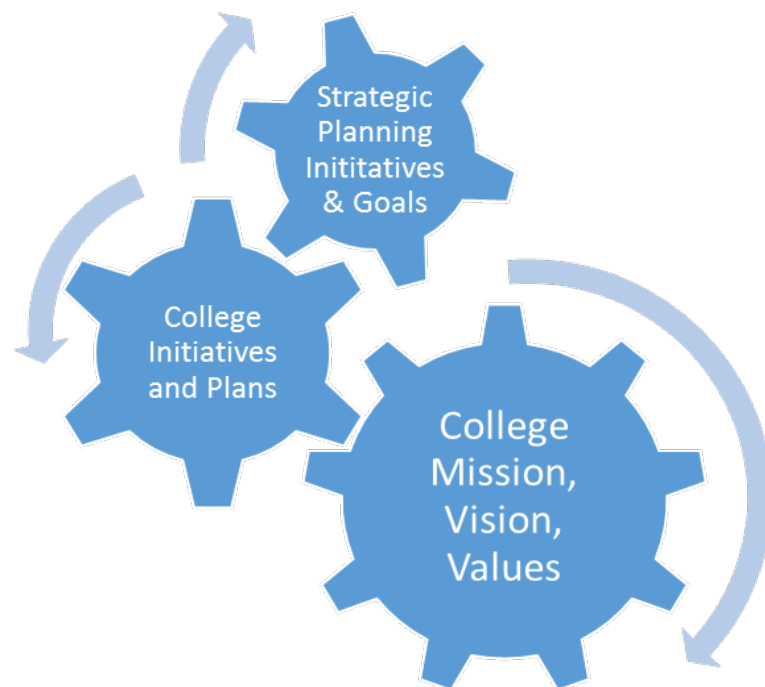 Strategic
Planning
Inititatives
& Goals
College
Initiatives
and Plans
College
Mission,
Vision,
Values